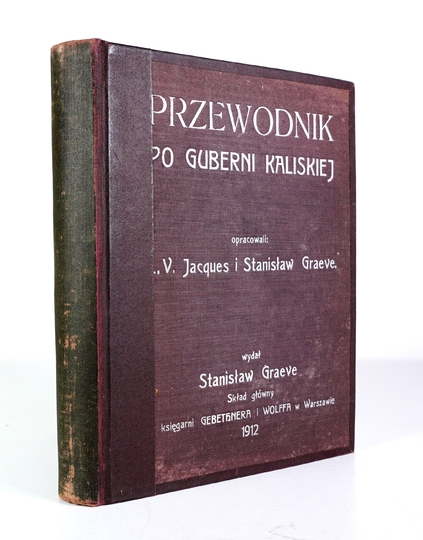 PRZEWODNIK
PO GUBERNI KALISKIEJ
opracowali:
V. Jacques i Stanisław Graeve.
wydał
Stanisław Graeve
Skład główny
księgarni GEBETHNERA i WOLFFA w Warszawie
1912